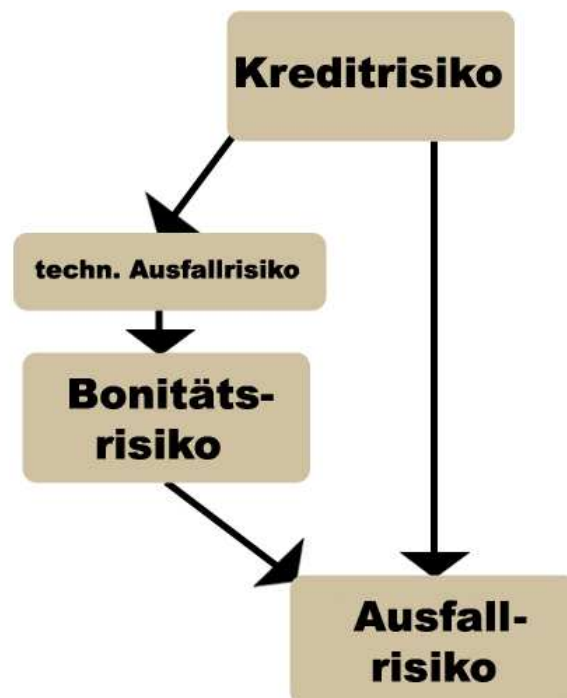 Kreditrisiko
techn. Ausfallrisiko
Bonitäts-
risiko
Ausfall-
risiko